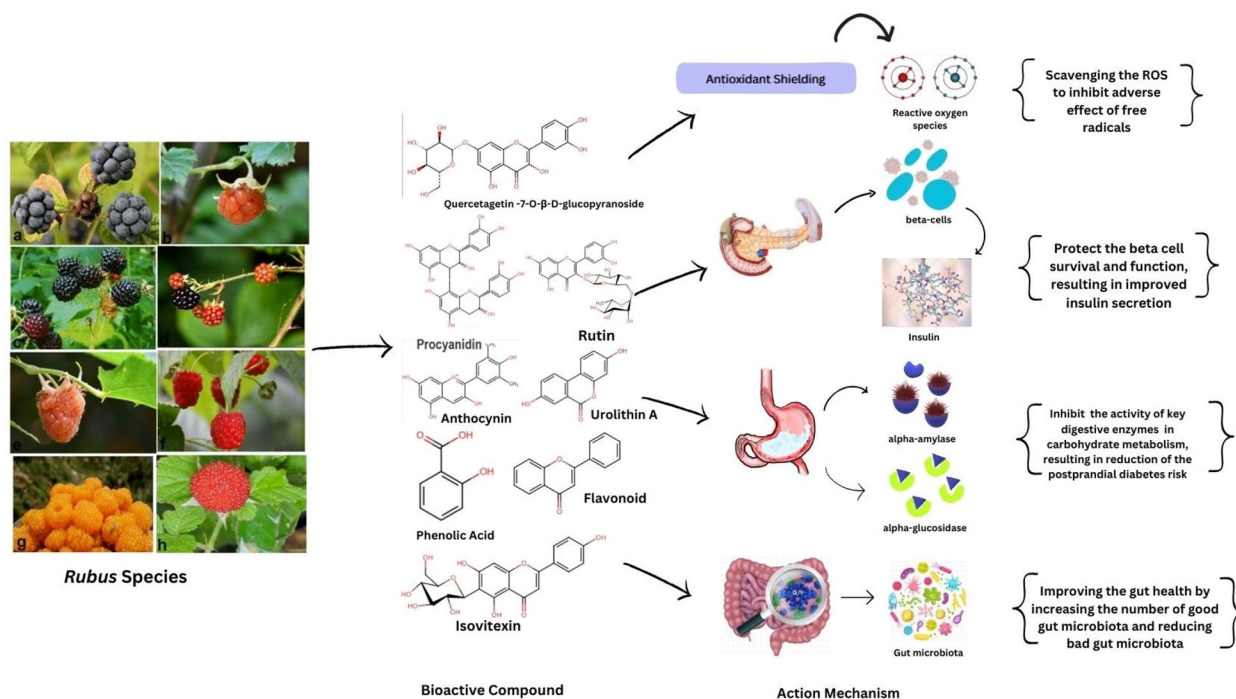 Antioxidant Shielding
Reactive oxygen
species
Scavenging the ROS
to inhibit adverse
effect of free
radicals
a
b
c
e
f
g
h
Rubus Species
Quercetagetin -7-O-β-D-glucopyranoside
Procyanidin
Rutin
Anthocynin
Urolithin A
Phenolic Acid
Flavonoid
Isovitexin
Bioactive Compound
beta-cells
Insulin
Protect the beta cell
survival and function,
resulting in improved
insulin secretion
alpha-amylase
alpha-glucosidase
Inhibit the activity of key
digestive enzymes in
carbohydrate metabolism,
resulting in reduction of the
postprandial diabetes risk
Gut microbiota
Improving the gut health by
increasing the number of good
gut microbiota and reducing
bad gut microbiota
Action Mechanism